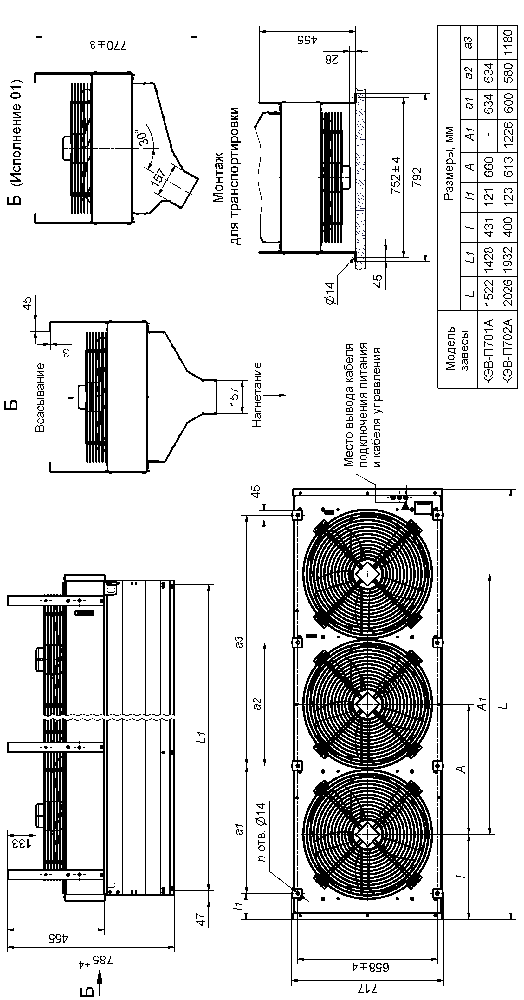 Б (Исполнение 01)
770±3
30°
157
Б
Всасывание
45
3
157
Нагнетание
Монтаж
для транспортировки
455
28
Ø14
45
752±4
792
Б
785+4
455
133
47
L1
l1
a1
a2
a3
45
n отв. Ø14
658±4
717
l
A
A1
L
Место вывода кабеля
подключения питания
и кабеля управления
Модель завесы Размеры, мм
L L1 l l1 A A1 a1 a2 a3
КЭВ-П701А 1522 1428 431 121 660 - 634 634 -
КЭВ-П702А 2026 1932 400 123 613 1226 600 580 1180